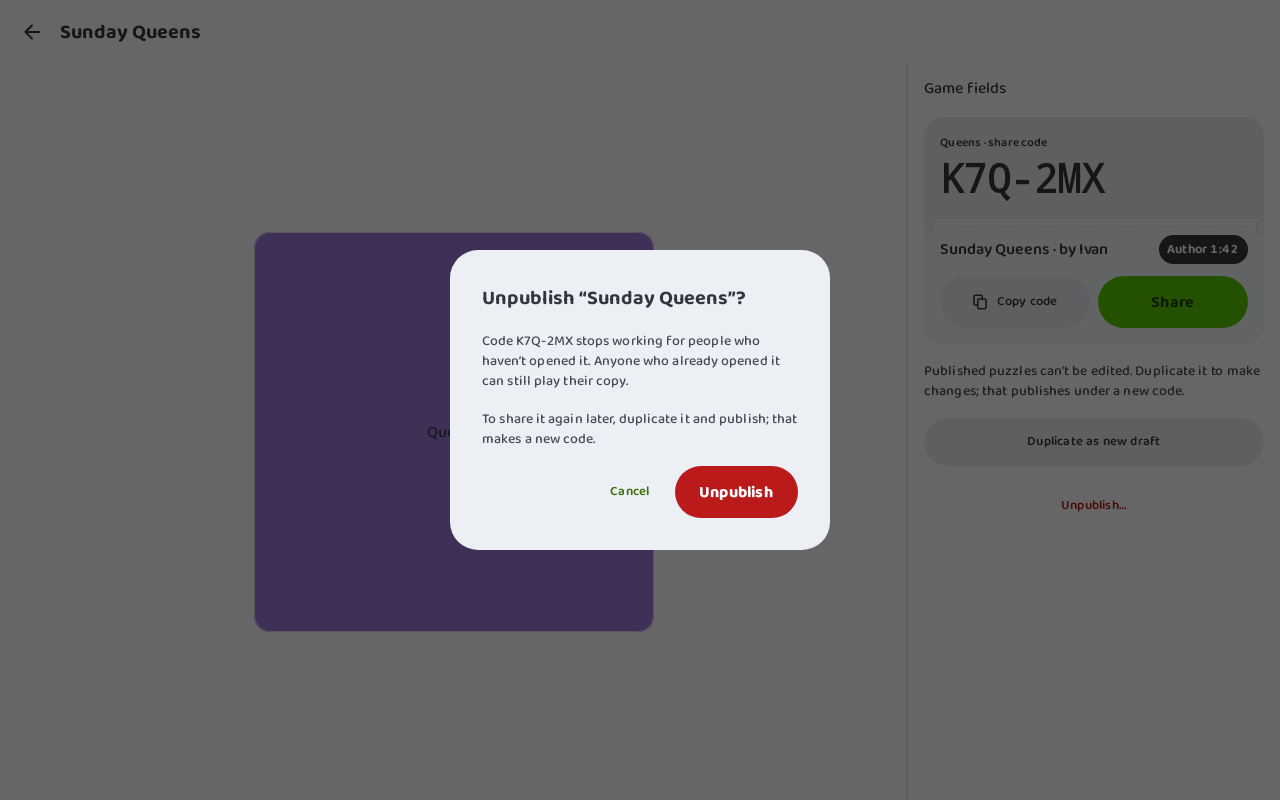 Sunday Queens
Game fields
Queens · share code
K7Q-2MX
Sunday Queens · by Ivan
Author 1:42
Copy code
Share
Published puzzles can't be edited. Duplicate it to make
changes; that publishes under a new code.
Duplicate as new draft
Unpublish…
Unpublish “Sunday Queens”?
Code K7Q-2MX stops working for people who
haven't opened it. Anyone who already opened it
can still play their copy.
To share it again later, duplicate it and publish; that
makes a new code.
Cancel
Unpublish